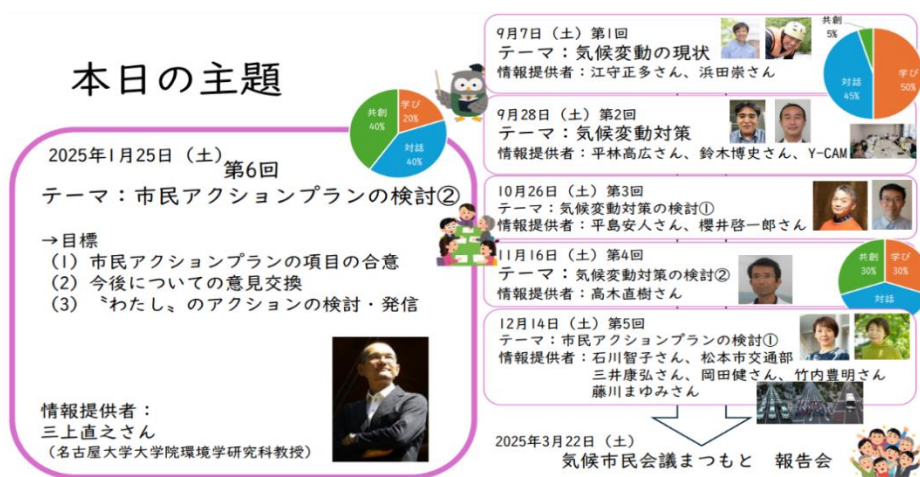 本日の主題
共創
40%
学び
20%
対話
40%
2025年1月25日（土）
第6回
テーマ：市民アクションプランの検討②
→目標
(1) 市民アクションプランの項目の合意
(2) 今後についての意見交換
(3) 〝わたし〟のアクションの検討・発信
情報提供者：
三上直之さん
（名古屋大学大学院環境学研究科教授）
9月7日（土）第1回
テーマ：気候変動の現状
情報提供者：江守正多さん、浜田崇さん
共創
5%
対話
45%
学び
50%
9月28日（土）第2回
テーマ：気候変動対策
情報提供者：平林高広さん、鈴木博史さん、Y-CAM
10月26日（土）第3回
テーマ：気候変動対策の検討①
情報提供者：平島安人さん、櫻井啓一郎さん
11月16日（土）第4回
テーマ：気候変動対策の検討②
情報提供者：高木直樹さん
共創
30%
学び
30%
対話
12月14日（土）第5回
テーマ：市民アクションプランの検討①
情報提供者：石川智子さん、松本市交通部
三井康弘さん、岡田健さん、竹内豊明さん
藤川まゆみさん
2025年3月22日（土）
気候市民会議まつもと　報告会